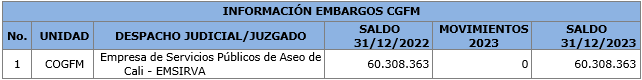 INFORMACIÓN EMBARGOS CGFM
No. UNIDAD DESPACHO JUDICIAL/JUZGADO SALDO 31/12/2022 MOVIMIENTOS 2023 SALDO 31/12/2023
1 COGFM Empresa de Servicios Públicos de Aseo de Cali - EMSIRVA 60.308.363 0 60.308.363